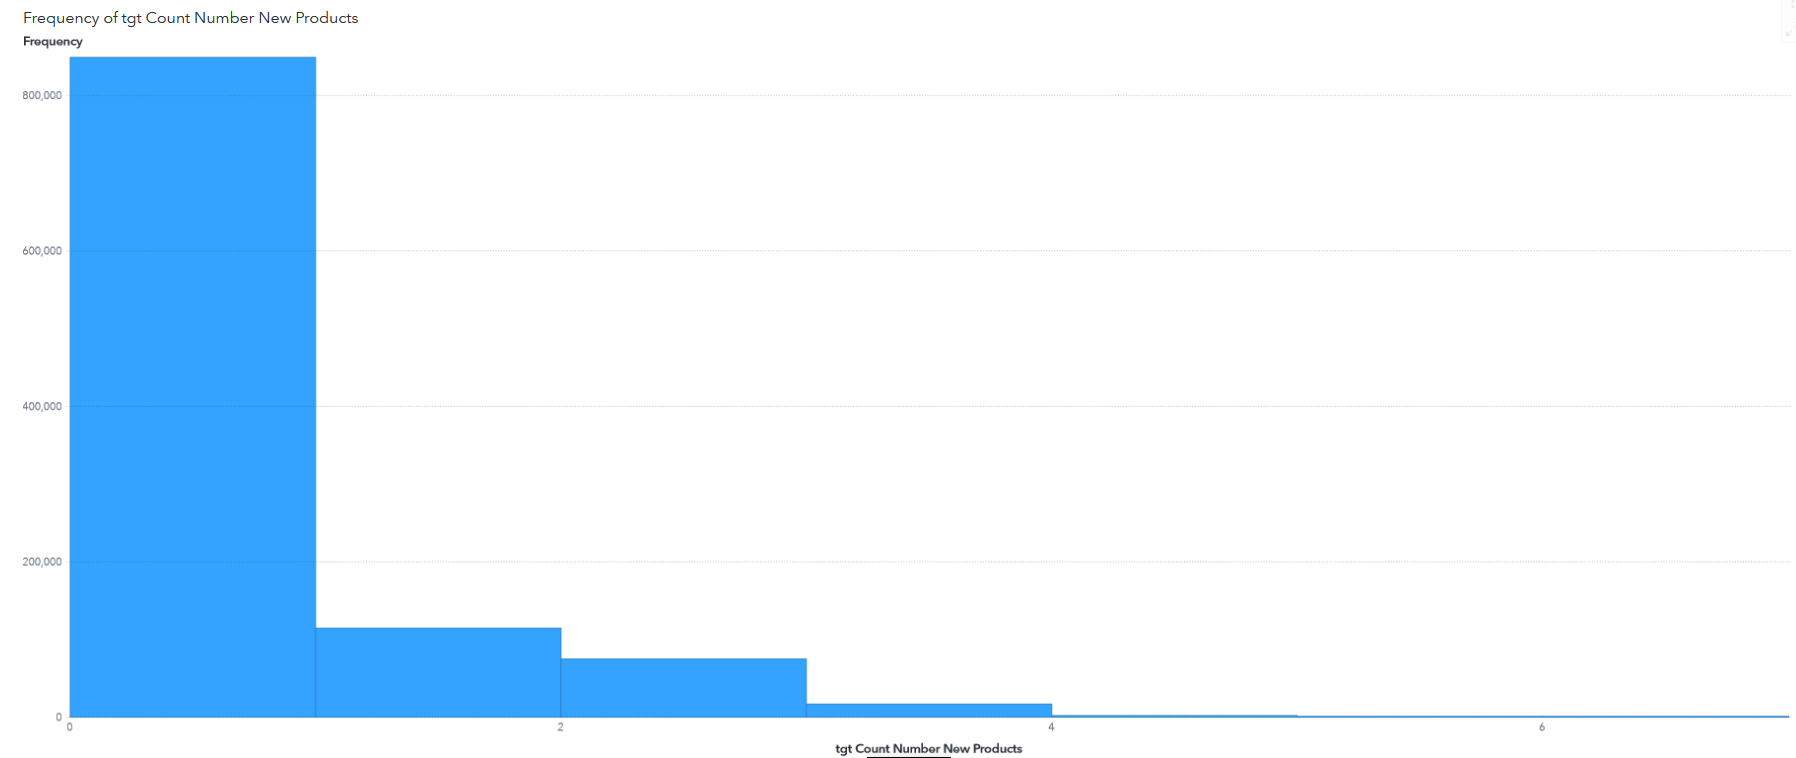 Frequency of tgt Count Number New Products
Frequency
800,000
600,000
400,000
200,000
0
0 2 4 6
tgt Count Number New Products